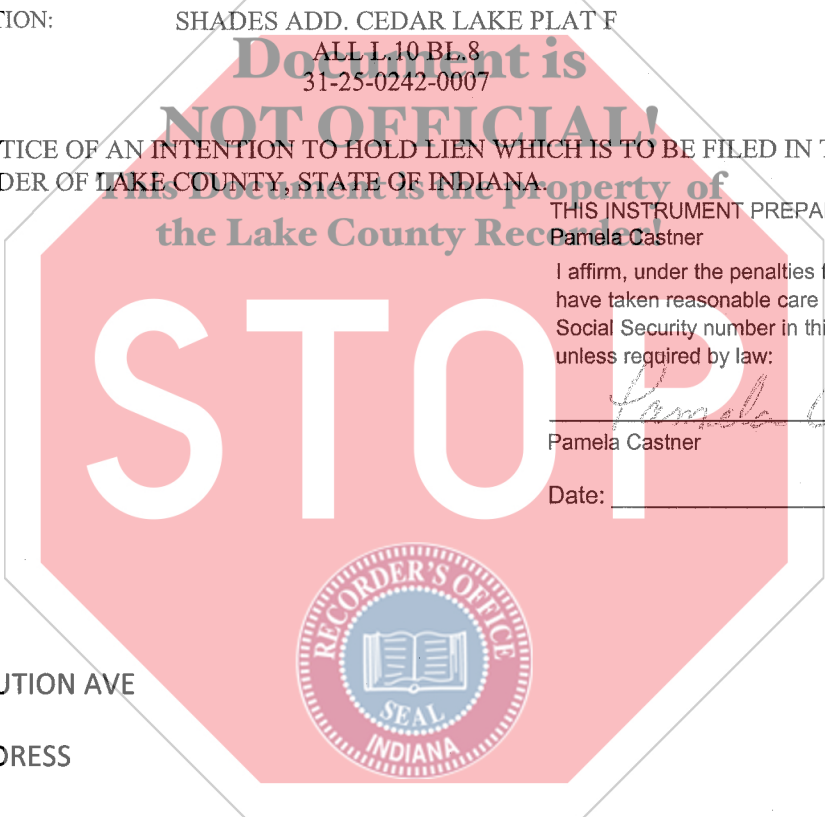 TION: SHADES ADD. CEDAR LAKE PLAT F
Document is
ALL L.10 BL.8
31-25-0242-0007
NOT OFFICIAL!
TICE OF AN INTENTION TO HOLD LIEN WHICH IS TO BE FILED IN T
DER OF LAKE COUNTY, STATE OF INDIANA.
This Document is the property of
the Lake County Recorder!
THIS INSTRUMENT PREPA
Pamela Castner
I affirm, under the penalties f
have taken reasonable care
Social Security number in thi
unless required by law:
Pamela C
Pamela Castner
Date:
STOP
RECORDER'S OFFICE
SEAL
INDIANA
UTION AVE
DRESS